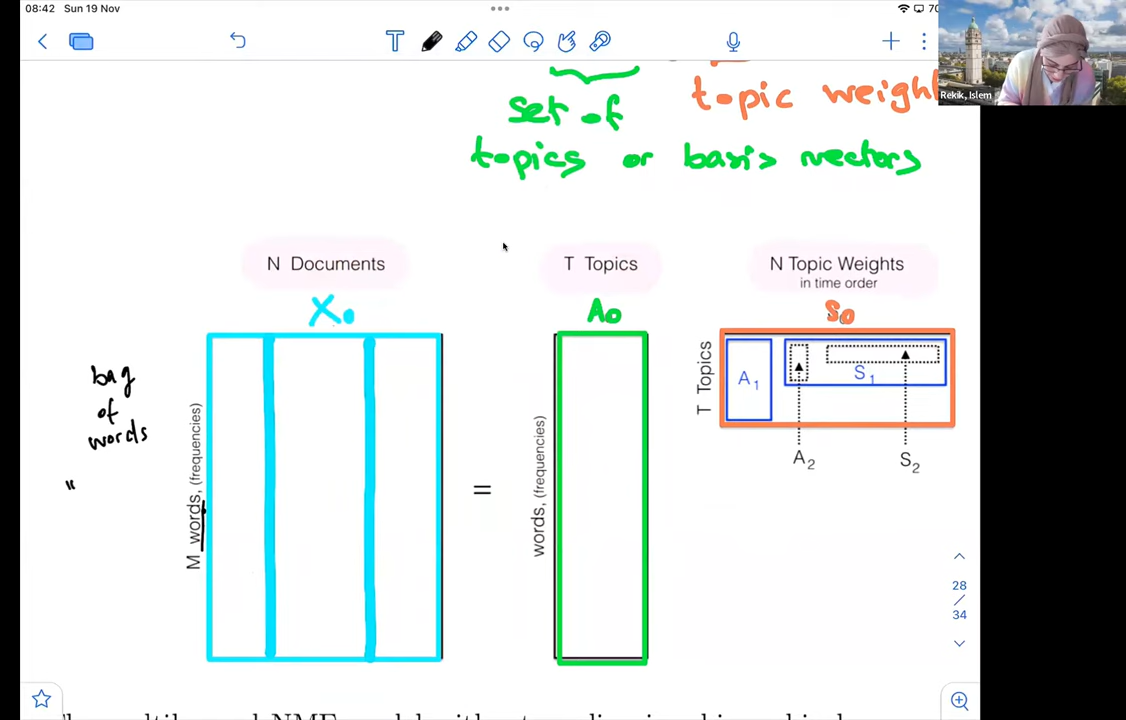 08:42 Sun 19 Nov
Rekik, Islem
set of
topic weigh
topics or basis vectors
N Documents
T Topics
N Topic Weights
in time order
X₀
A₀
S₀
bag
of
words
"
M words, (frequencies)
=
words, (frequencies)
T Topics
A₁
S₁
A₂
S₂
28
/
34